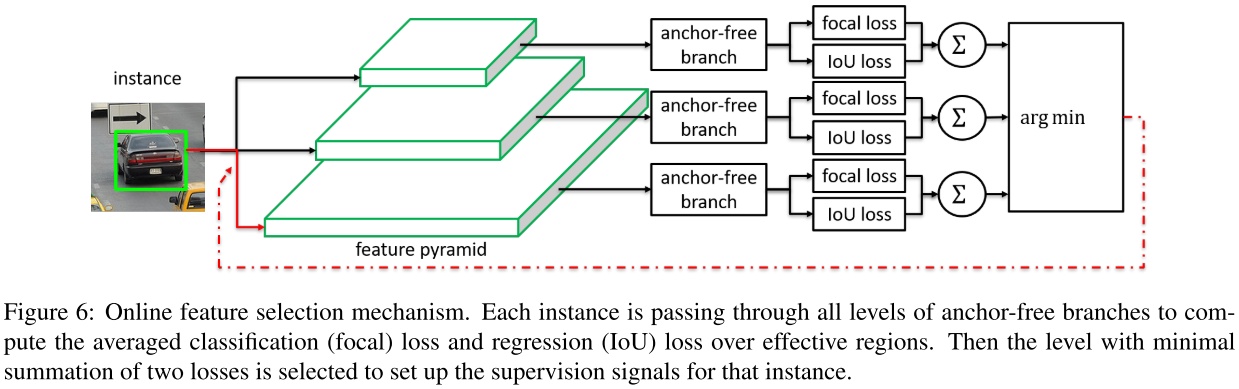 instance
feature pyramid
anchor-free
branch
focal loss
IoU loss
Σ
anchor-free
branch
focal loss
IoU loss
Σ
anchor-free
branch
focal loss
IoU loss
Σ
arg min
Figure 6: Online feature selection mechanism. Each instance is passing through all levels of anchor-free branches to com-
pute the averaged classification (focal) loss and regression (IoU) loss over effective regions. Then the level with minimal
summation of two losses is selected to set up the supervision signals for that instance.